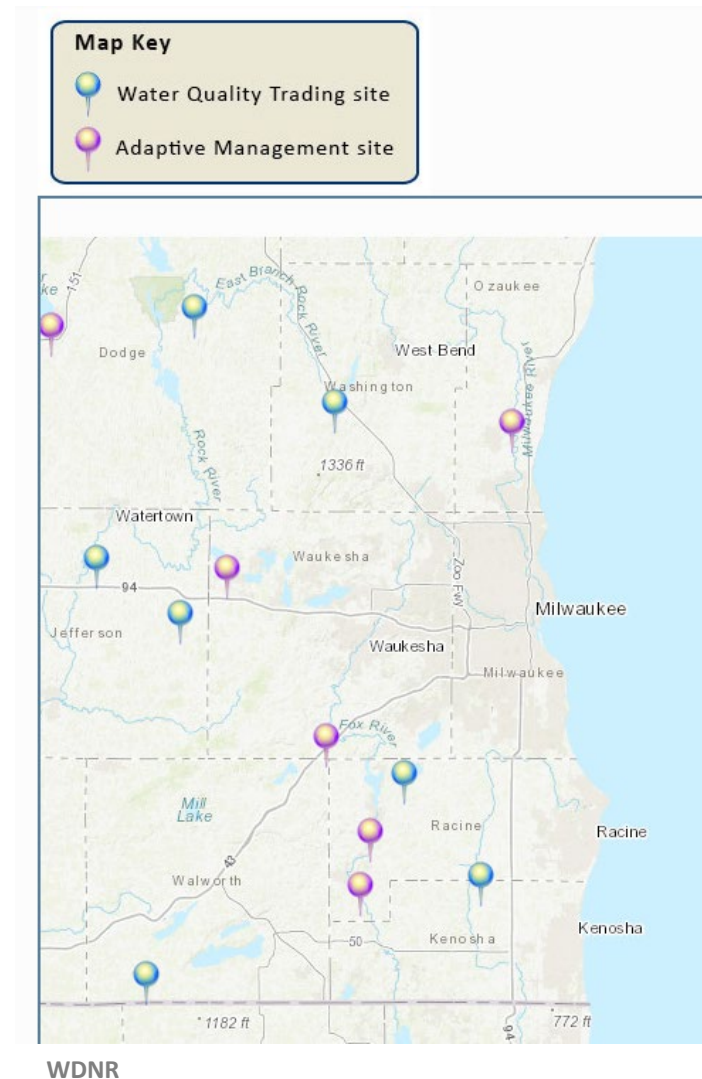 Map Key
Water Quality Trading site
Adaptive Management site
151
East Branch Rock River
Ozaukee
Dodge
West Bend
Washington
Milwaukee River
Rock River
1336 ft
Watertown
Waukesha
94
Zoo Fwy
Jefferson
Milwaukee
Waukesha
Milwaukee
Fox River
Mill
Lake
Racine
Racine
43
Walworth
Kenosha
50
Kenosha
1182 ft
772 ft
94
WDNR